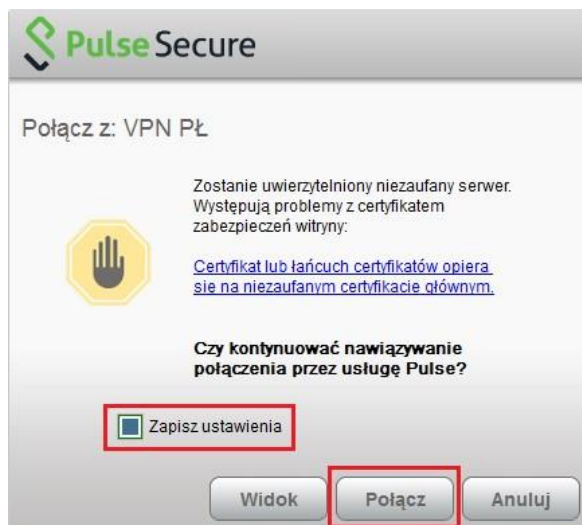 Pulse Secure
Połącz z: VPN PŁ
Zostanie uwierzytelniony niezaufany serwer.
Występują problemy z certyfikatem
zabezpieczeń witryny:
Certyfikat lub łańcuch certyfikatów opiera
się na niezaufanym certyfikacie głównym.
Czy kontynuować nawiązywanie
połączenia przez usługę Pulse?
Zapisz ustawienia
Widok Połącz Anuluj